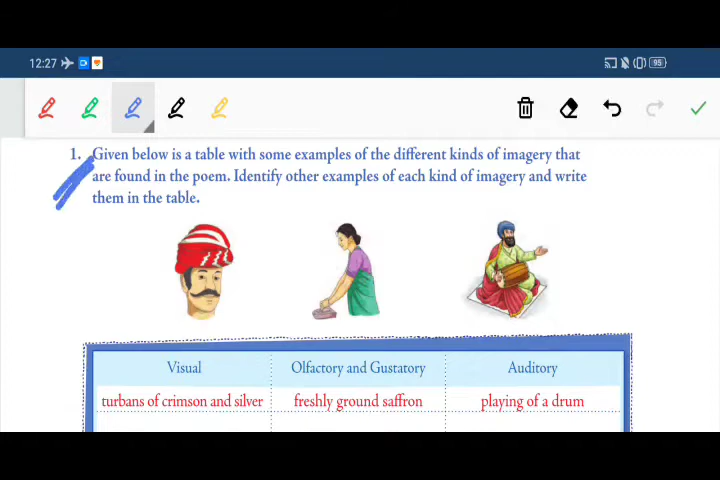 12:27
95
1. Given below is a table with some examples of the different kinds of imagery that
are found in the poem. Identify other examples of each kind of imagery and write
them in the table.
Visual Olfactory and Gustatory Auditory
turbans of crimson and silver freshly ground saffron playing of a drum